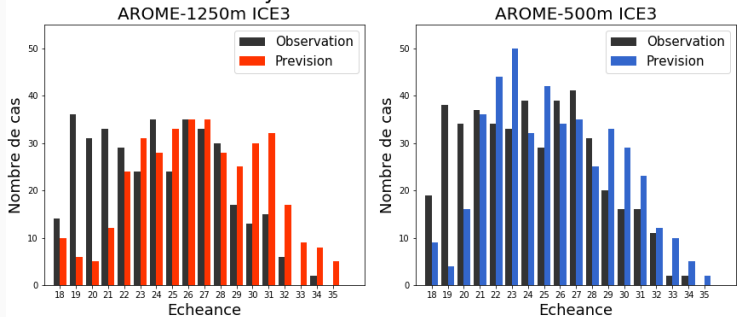 AROME-1250m ICE3
Observation
Prevision
Nombre de cas
50
40
30
20
10
0
18 19 20 21 22 23 24 25 26 27 28 29 30 31 32 33 34 35
Echeance
AROME-500m ICE3
Observation
Prevision
Nombre de cas
50
40
30
20
10
0
18 19 20 21 22 23 24 25 26 27 28 29 30 31 32 33 34 35
Echeance